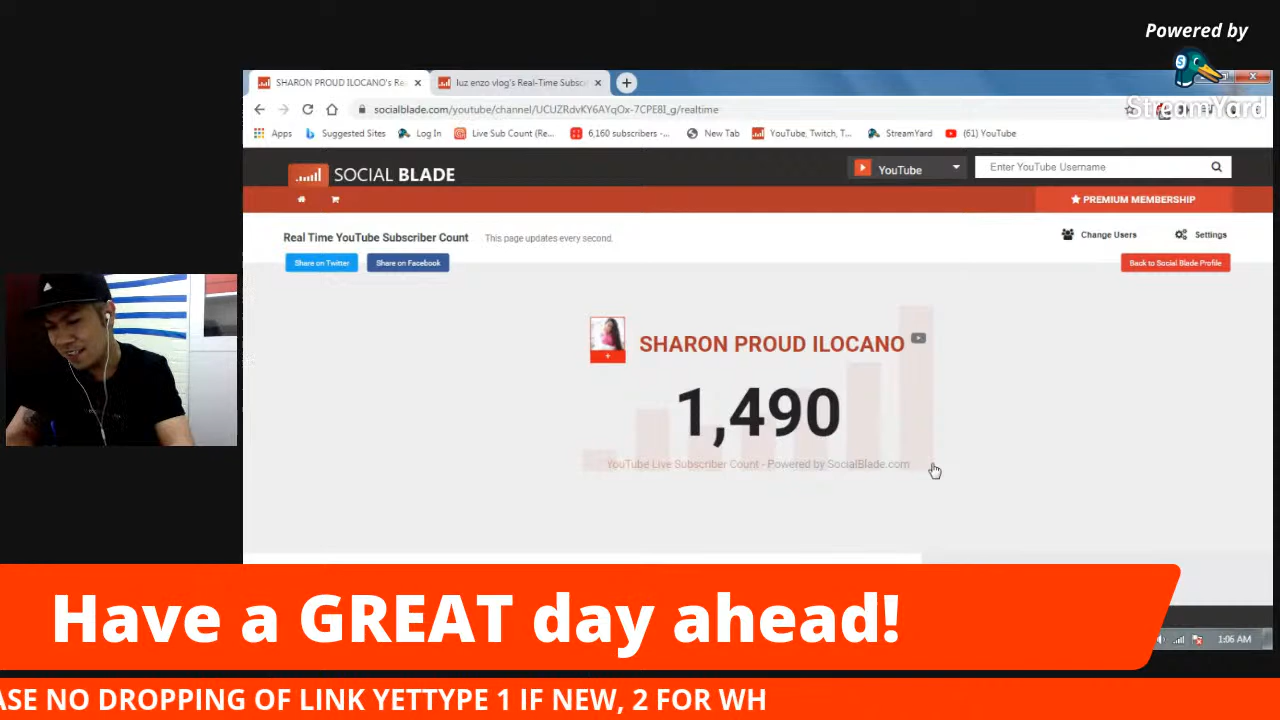 Powered by
StreamYard
SHARON PROUD ILOCANO's Re
luz enzo vlog's Real-Time Subsc
socialblade.com/youtube/channel/UCUZRdvKY6AYqOx-7CPE8I_g/realtime
Apps Suggested Sites Log In Live Sub Count (Re... 6,160 subscribers -... New Tab YouTube, Twitch, T... StreamYard (61) YouTube
SOCIAL BLADE
YouTube
Enter YouTube Username
PREMIUM MEMBERSHIP
Real Time YouTube Subscriber Count This page updates every second.
Change Users Settings
Share on Twitter Share on Facebook
Back to Social Blade Profile
SHARON PROUD ILOCANO
1,490
YouTube Live Subscriber Count - Powered by SocialBlade.com
Have a GREAT day ahead!
1:06 AM
ASE NO DROPPING OF LINK YETTYPE 1 IF NEW, 2 FOR WH